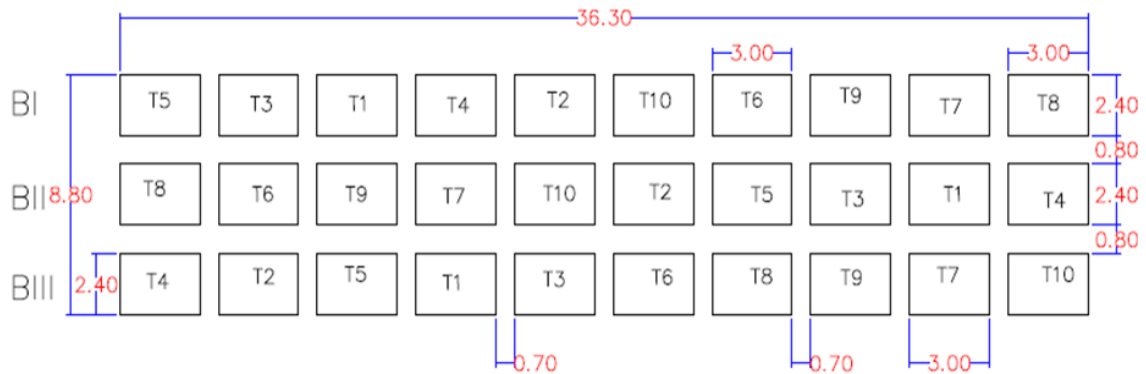 36.30
3.00 3.00
BI T5 T3 T1 T4 T2 T10 T6 T9 T7 T8 2.40
0.80
BII 8.80 T8 T6 T9 T7 T10 T2 T5 T3 T1 T4 2.40
0.80
BIII 2.40 T4 T2 T5 T1 T3 T6 T8 T9 T7 T10
0.70 0.70 3.00